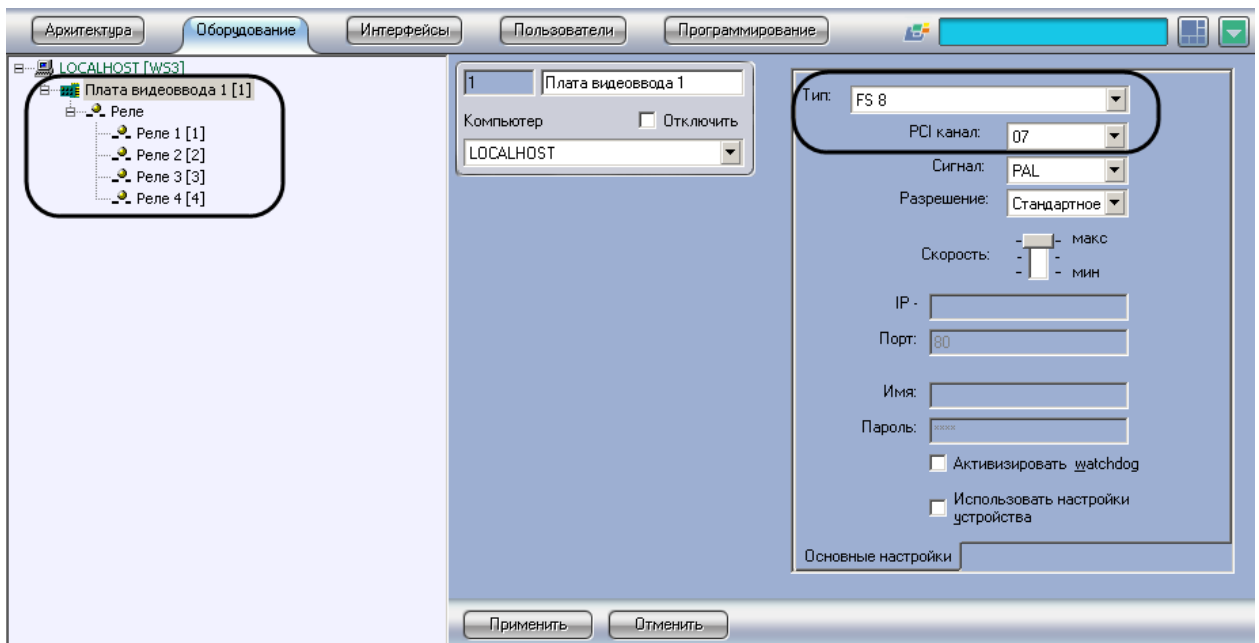 Архитектура Оборудование Интерфейсы Пользователи Программирование
LOCALHOST [WS3]
Плата видеоввода 1 [1]
Реле
Реле 1 [1]
Реле 2 [2]
Реле 3 [3]
Реле 4 [4]
1 Плата видеоввода 1
Компьютер Отключить
LOCALHOST
Тип: FS 8
PCI канал: 07
Сигнал: PAL
Разрешение: Стандартное
Скорость: макс
мин
IP -
Порт: 80
Имя:
Пароль: ××××
Активизировать watchdog
Использовать настройки
устройства
Основные настройки
Применить Отменить